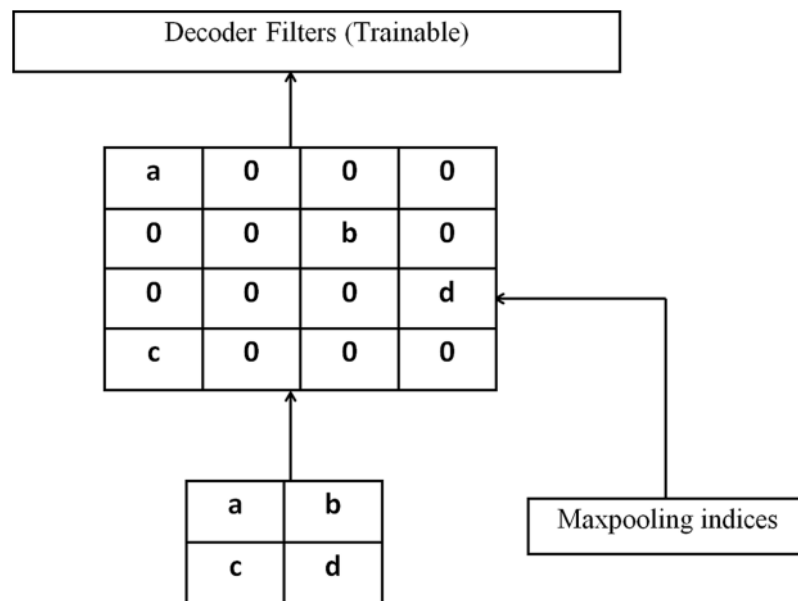 Decoder Filters (Trainable)
a 0 0 0
0 0 b 0
0 0 0 d
c 0 0 0
a b
c d
Maxpooling indices